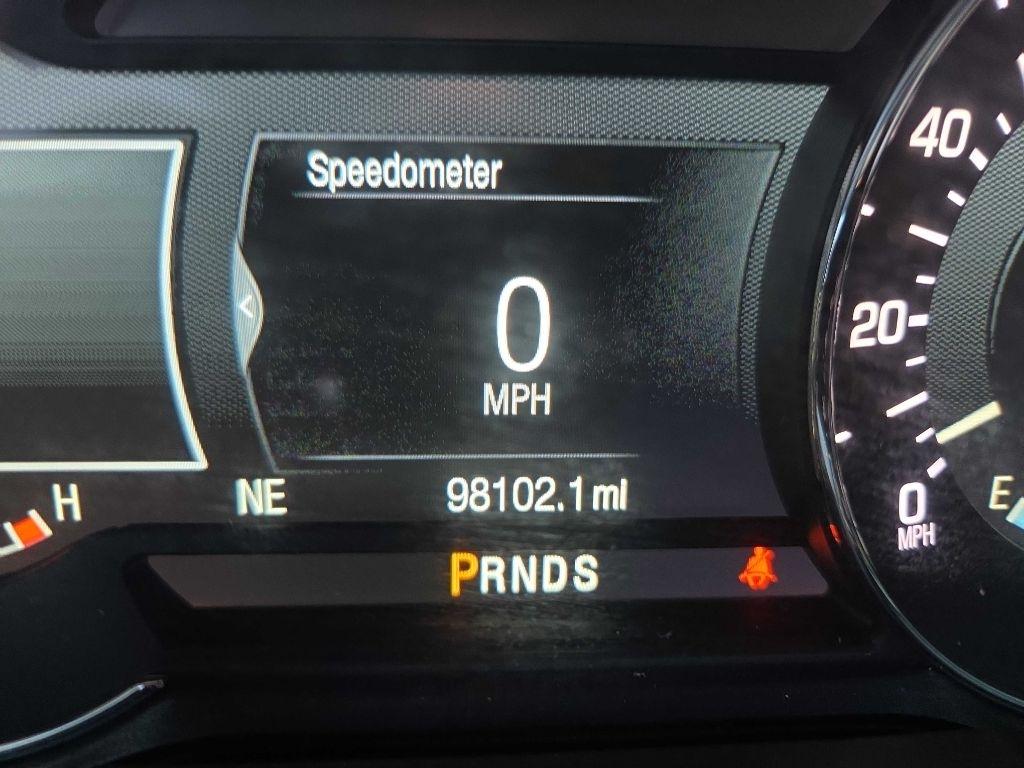 Speedometer
0
MPH
H
NE
98102.1 mi
PRNDS
40
20
0
MPH
E